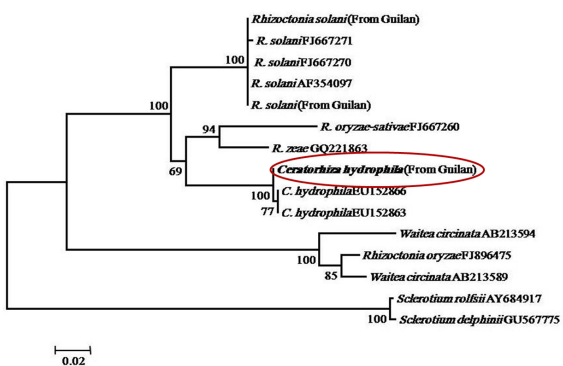 Rhizoctonia solani(From Guilan)
R. solaniFJ667271
100
R. solaniFJ667270
R. solani AF354097
100
R. solani(From Guilan)
94
R. oryzae-sativaeFJ667260
R. zeae GQ221863
69
Ceratorhiza hydrophila(From Guilan)
100
C. hydrophilaEU152866
77
C. hydrophilaEU152863
Waitea circinata AB213594
100
Rhizoctonia oryzaeFJ896475
85
Waitea circinata AB213589
Sclerotium rolfsii AY684917
100
Sclerotium delphinii GU567775
0.02